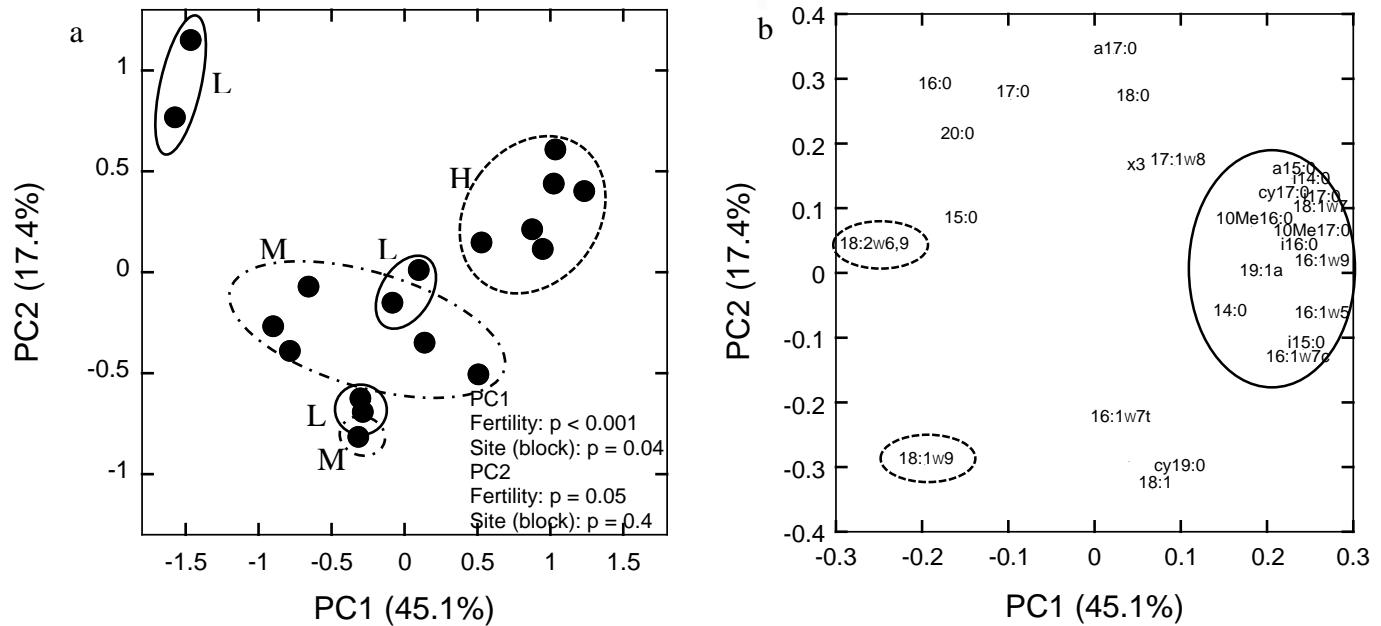 a
L
H
L
M
L
M
PC1
Fertility: p < 0.001
Site (block): p = 0.04
PC2
Fertility: p = 0.05
Site (block): p = 0.4
1
0.5
0
-0.5
-1
-1.5
-1
-0.5
0
0.5
1
1.5
PC2 (17.4%)
PC1 (45.1%)
b
a17:0
16:0
17:0
18:0
20:0
x3
17:1w8
a15:0
i14:0
cy17:0
i17:0
18:1w7
15:0
10Me16:0
10Me17:0
18:2w6,9
i16:0
16:1w9
19:1a
14:0
16:1w5
i15:0
16:1w7c
16:1w7t
18:1w9
cy19:0
18:1
0.4
0.3
0.2
0.1
0
-0.1
-0.2
-0.3
-0.4
-0.3
-0.2
-0.1
0
0.1
0.2
0.3
PC2 (17.4%)
PC1 (45.1%)